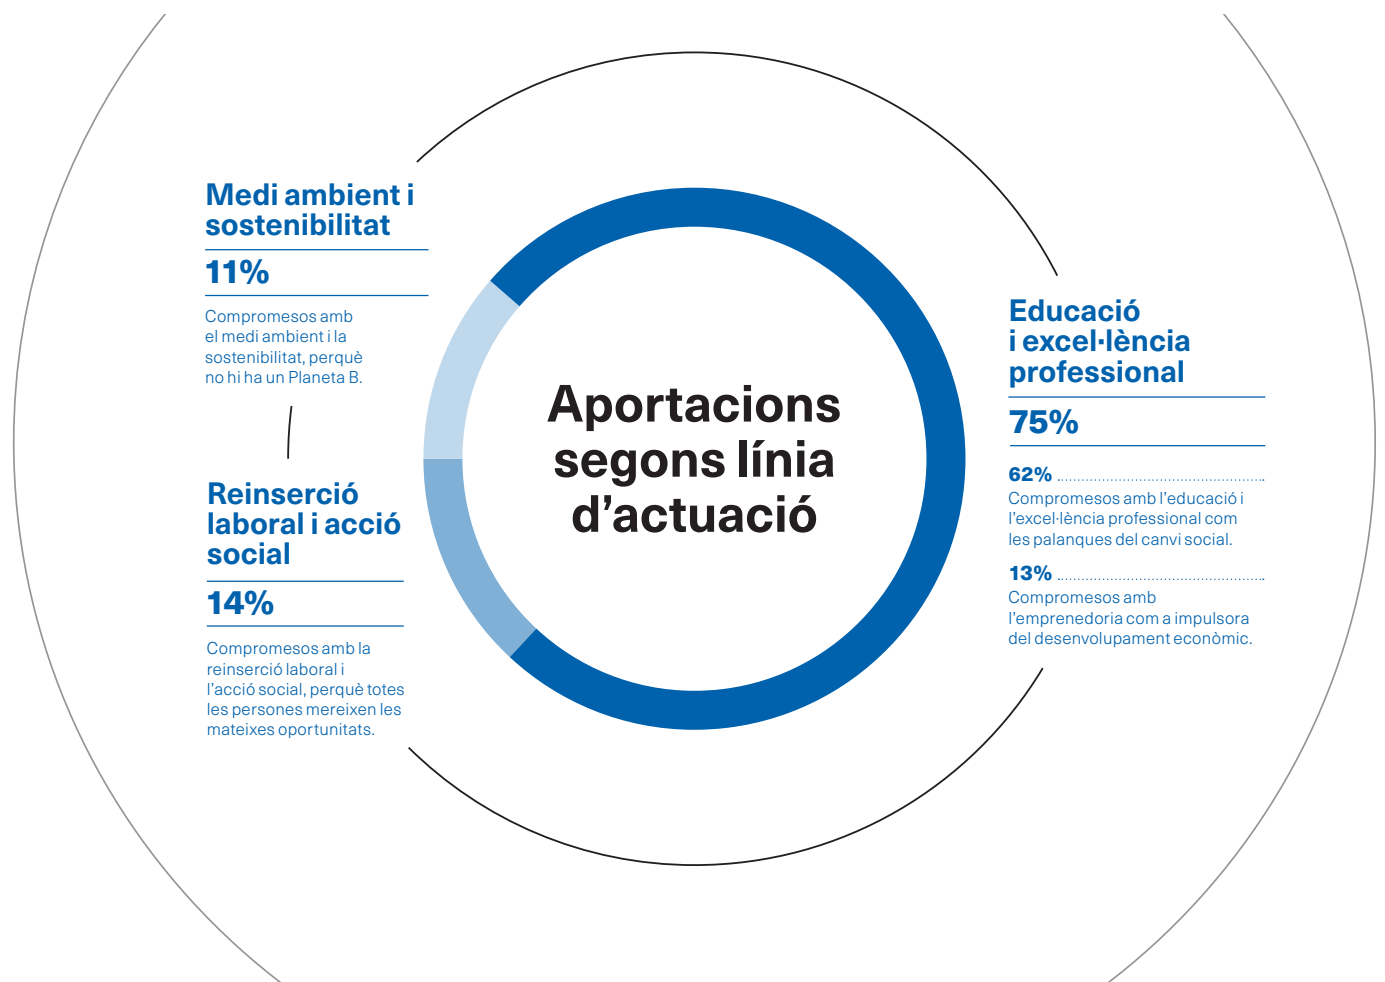 Medi ambient i
sostenibilitat
11%
Compromesos amb
el medi ambient i la
sostenibilitat, perquè
no hi ha un Planeta B.
Reinserció
laboral i acció
social
14%
Compromesos amb la
reinserció laboral i
l’acció social, perquè totes
les persones mereixen les
mateixes oportunitats.
Aportacions
segons línia
d’actuació
Educació
i excel·lència
professional
75%
62%
Compromesos amb l’educació i
l’excel·lència professional com
les palanques del canvi social.
13%
Compromesos amb
l’emprenedoria com a impulsora
del desenvolupament econòmic.